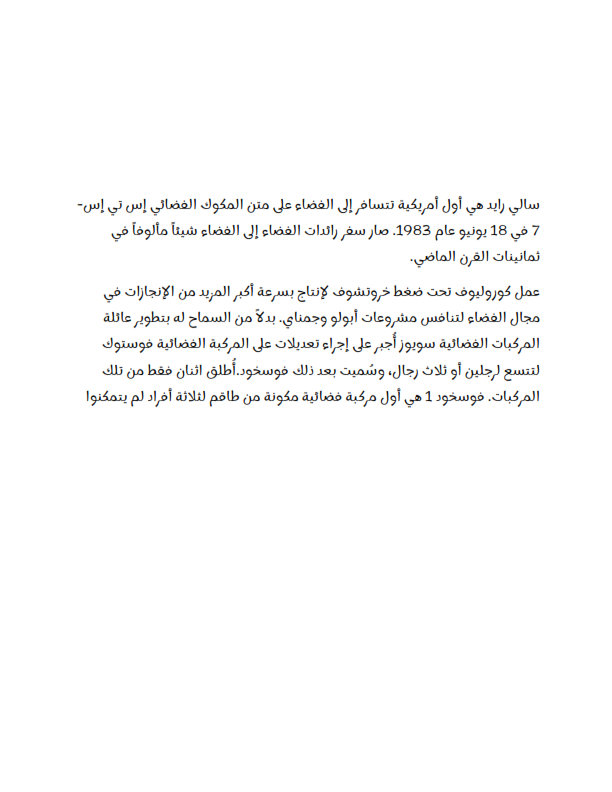 سالي رايد هي أول أمريكية تتسافر إلى الفضاء على متن المكوك الفضائي إس تي إس-
7 في 18 يونيو عام 1983. صار سفر رائدات الفضاء إلى الفضاء شيئاً مألوفاً في
ثمانينات القرن الماضي.
عمل كوروليوف تحت ضغط خروتشوف لإنتاج بسرعة أكبر المزيد من الإنجازات في
مجال الفضاء لتنافس مشروعات أبولو وجمناي. بدلاً من السماح له بتطوير عائلة
المركبات الفضائية سويوز أُجبر على إجراء تعديلات على المركبة الفضائية فوستوك
لتتسع لرجلين أو ثلاث رجال، وسُميت بعد ذلك فوسخود.أُطلق اثنان فقط من تلك
المركبات. فوسخود 1 هي أول مركبة فضائية مكونة من طاقم لثلاثة أفراد لم يتمكنوا